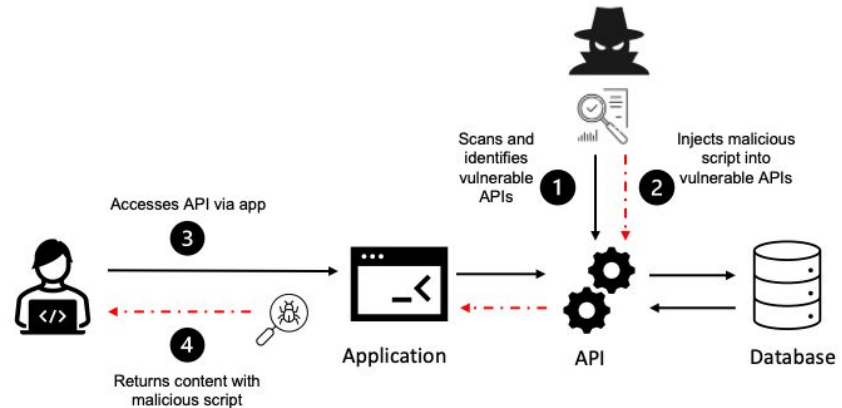 Scans and
identifies
vulnerable
APIs
1
2
Injects malicious
script into
vulnerable APIs
Accesses API via app
3
</>
4
Returns content with
malicious script
Application
API
Database